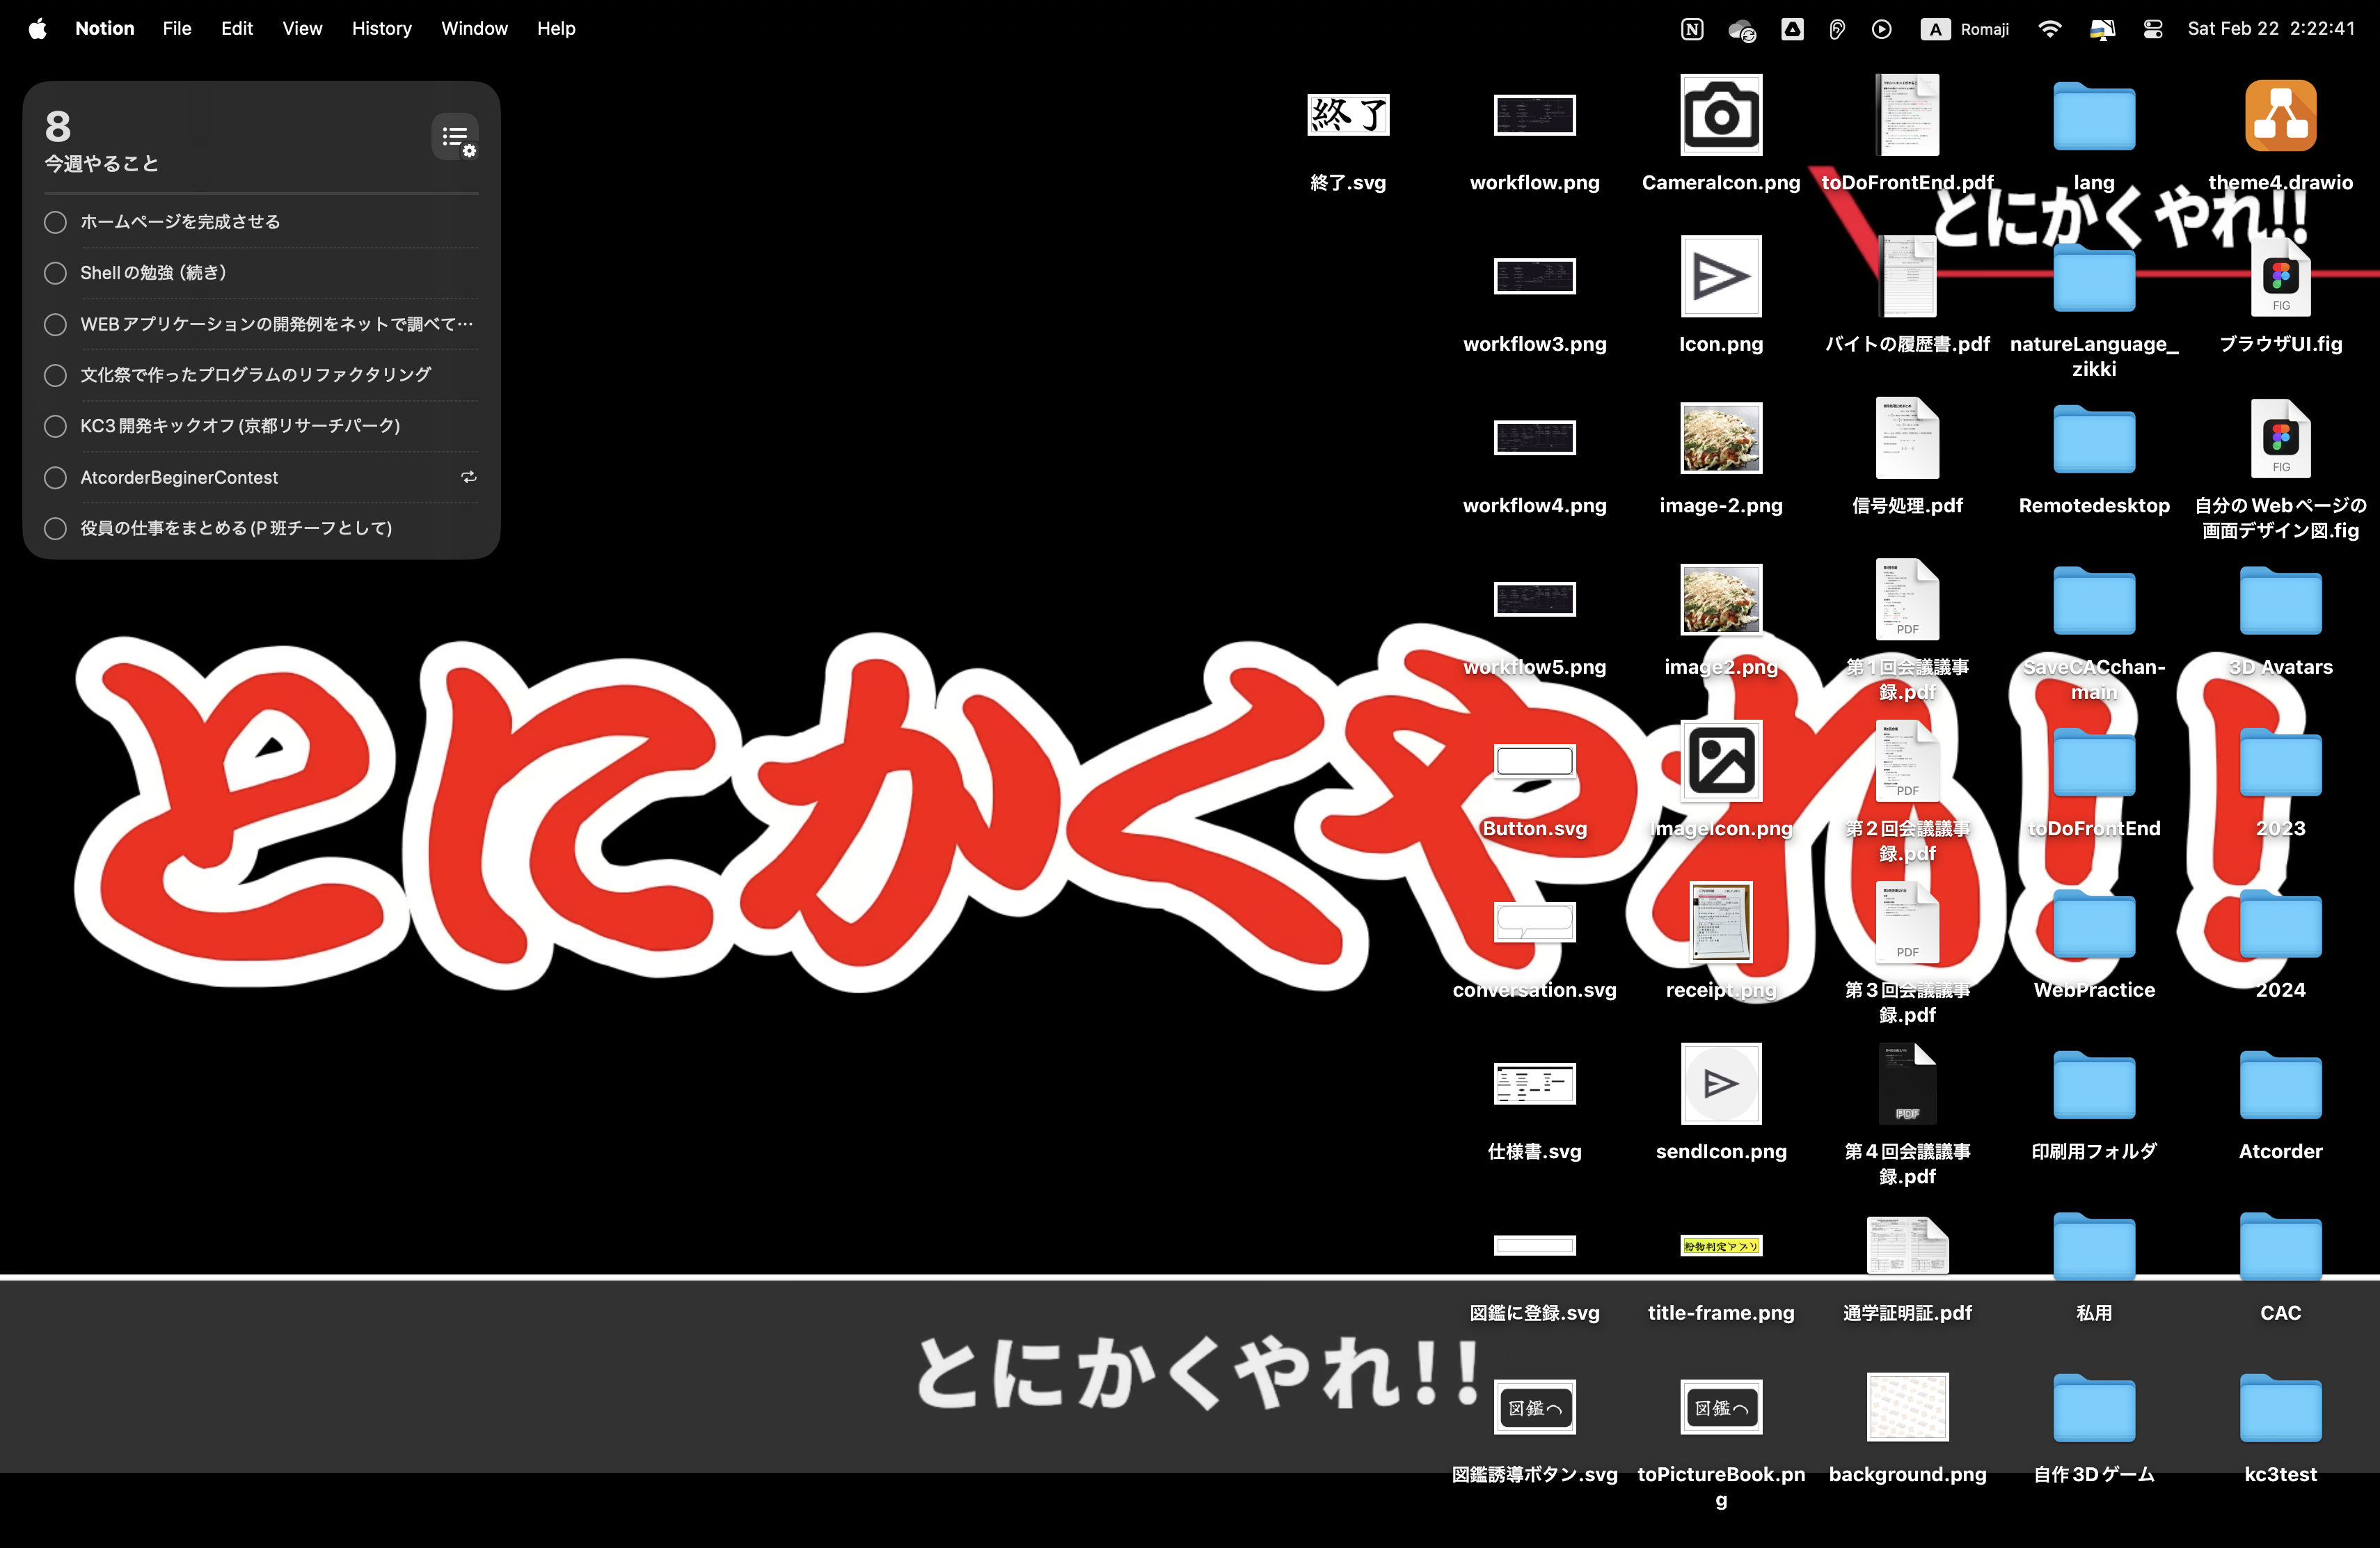 Notion File Edit View History Window Help
A Romaji Sat Feb 22 2:22:41
8
今週やること
ホームページを完成させる
Shellの勉強（続き）
WEBアプリケーションの開発例をネットで調べて…
文化祭で作ったプログラムのリファクタリング
KC3開発キックオフ(京都リサーチパーク)
AtcorderBeginerContest
役員の仕事をまとめる(P班チーフとして)
終了
終了.svg
workflow.png
CameraIcon.png
toDoFrontEnd.pdf
lang
theme4.drawio
とにかくやれ!!
workflow3.png
Icon.png
バイトの履歴書.pdf
natureLanguage_
zikki
FIG
ブラウザUI.fig
workflow4.png
image-2.png
信号処理.pdf
Remotedesktop
FIG
自分のWebページの
画面デザイン図.fig
workflow5.png
image2.png
PDF
第1回会議議事
録.pdf
SaveCACchan-
main
3D Avatars
とにかくやれ!!
Button.svg
ImageIcon.png
PDF
第2回会議議事
録.pdf
toDoFrontEnd
2023
conversation.svg
receipt.png
PDF
第3回会議議事
録.pdf
WebPractice
2024
仕様書.svg
sendIcon.png
PDF
第4回会議議事
録.pdf
印刷用フォルダ
Atcorder
図鑑に登録.svg
粉物判定アプリ
title-frame.png
通学証明証.pdf
私用
CAC
とにかくやれ!!
図鑑へ
図鑑誘導ボタン.svg
図鑑へ
toPictureBook.pn
g
background.png
自作3Dゲーム
kc3test